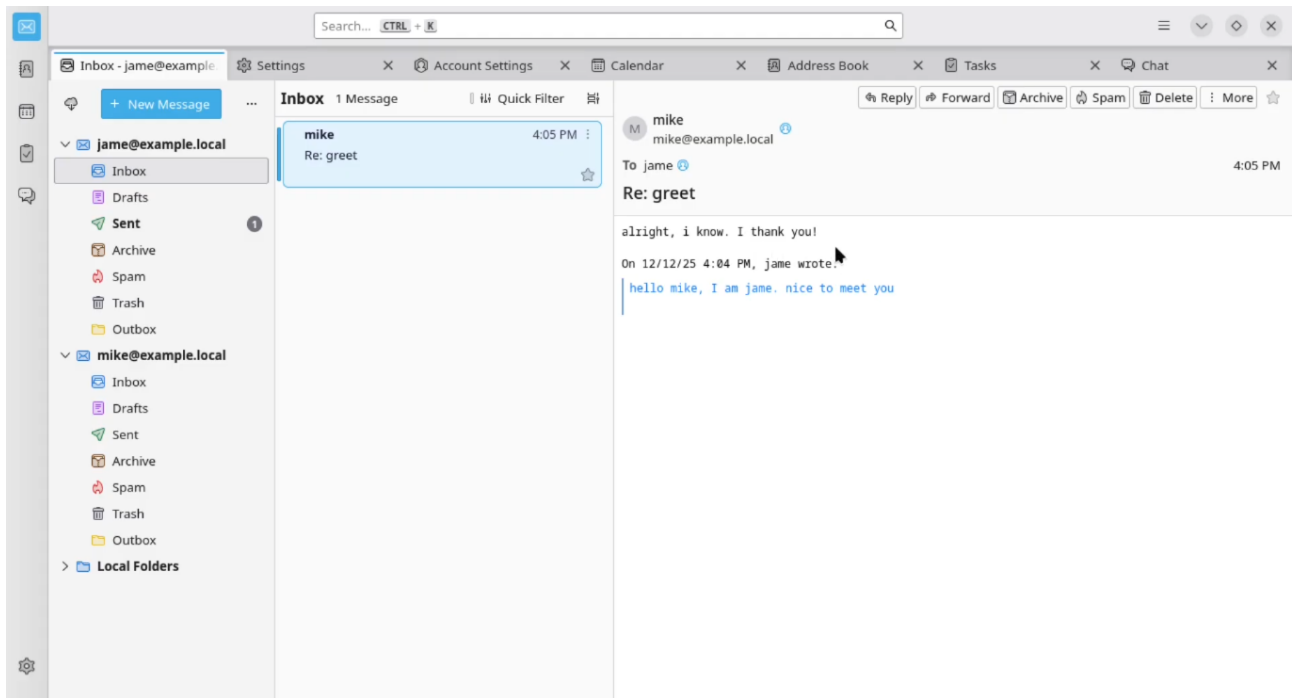 Search... CTRL + K
Inbox - jame@example.
Settings
Account Settings
Calendar
Address Book
Tasks
Chat
+ New Message
...
jame@example.local
Inbox
Drafts
Sent 1
Archive
Spam
Trash
Outbox
mike@example.local
Inbox
Drafts
Sent
Archive
Spam
Trash
Outbox
Local Folders
Inbox 1 Message Quick Filter
mike 4:05 PM
Re: greet
Reply Forward Archive Spam Delete More
M
mike
mike@example.local
To jame 4:05 PM
Re: greet
alright, i know. I thank you!
On 12/12/25 4:04 PM, jame wrote:
hello mike, I am jame. nice to meet you